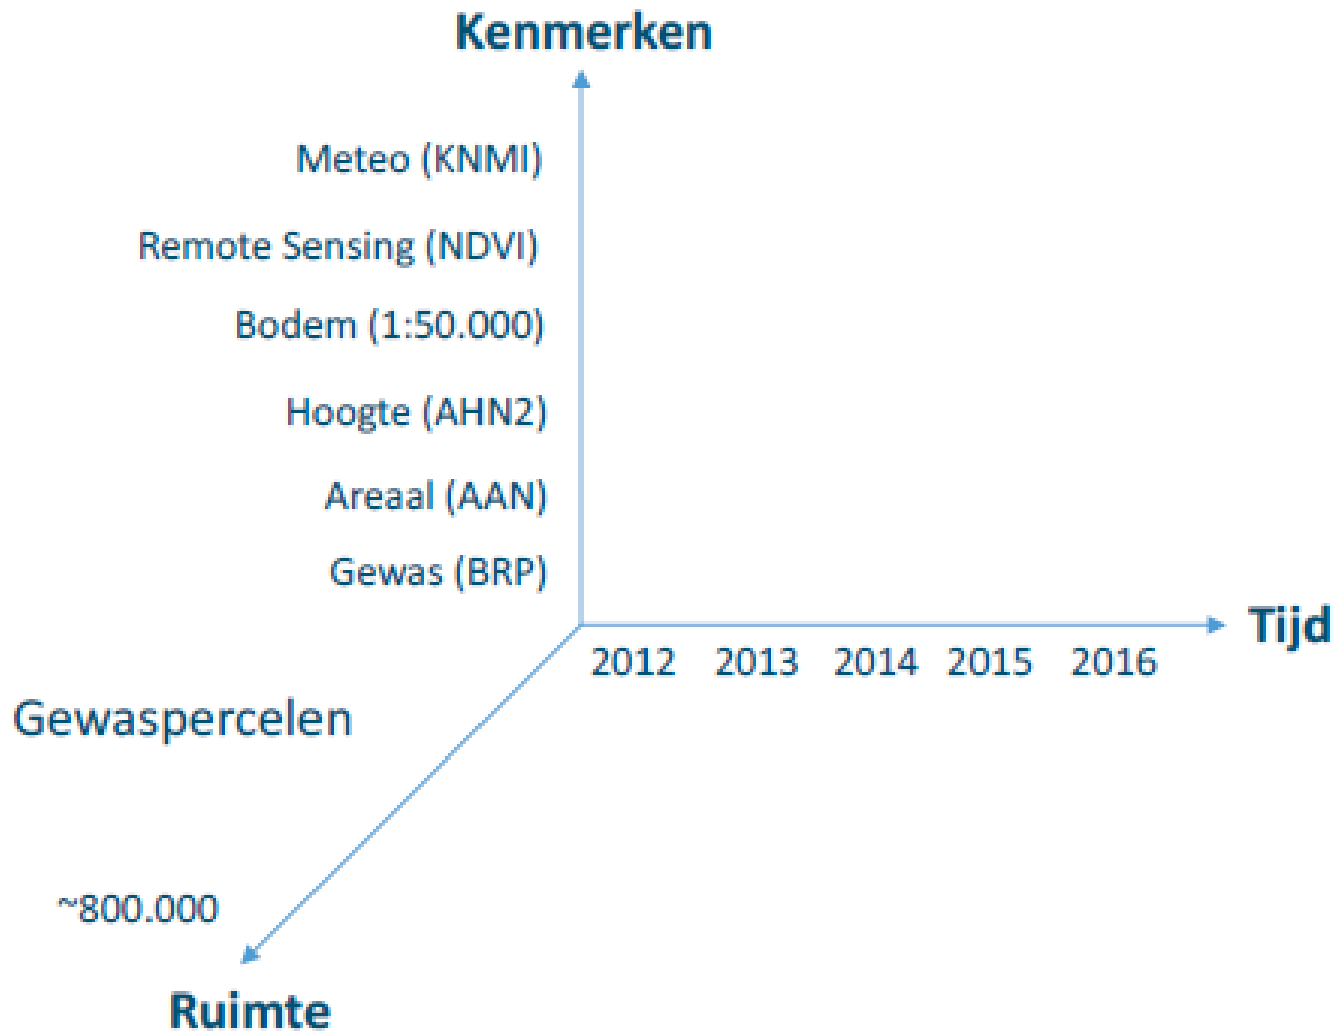 Kenmerken
Meteo (KNMI)
Remote Sensing (NDVI)
Bodem (1:50.000)
Hoogte (AHN2)
Areaal (AAN)
Gewas (BRP)
Tijd
2012 2013 2014 2015 2016
Gewaspercelen
~800.000
Ruimte